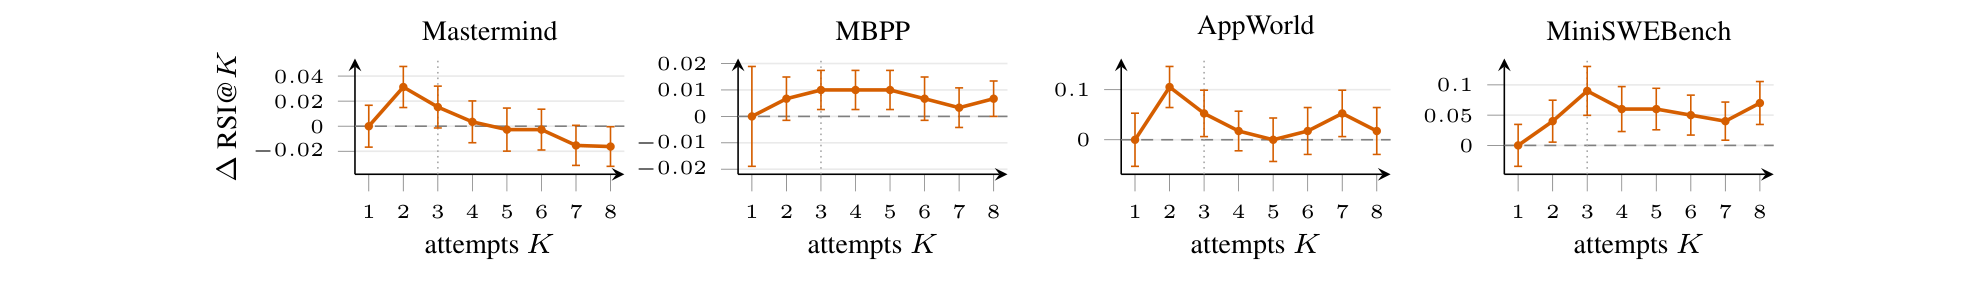 Mastermind
Δ RSI@K
0.04
0.02
0
−0.02
1 2 3 4 5 6 7 8
attempts K
MBPP
0.02
0.01
0
−0.01
−0.02
1 2 3 4 5 6 7 8
attempts K
AppWorld
0.1
0
1 2 3 4 5 6 7 8
attempts K
MiniSWEBench
0.1
0.05
0
1 2 3 4 5 6 7 8
attempts K